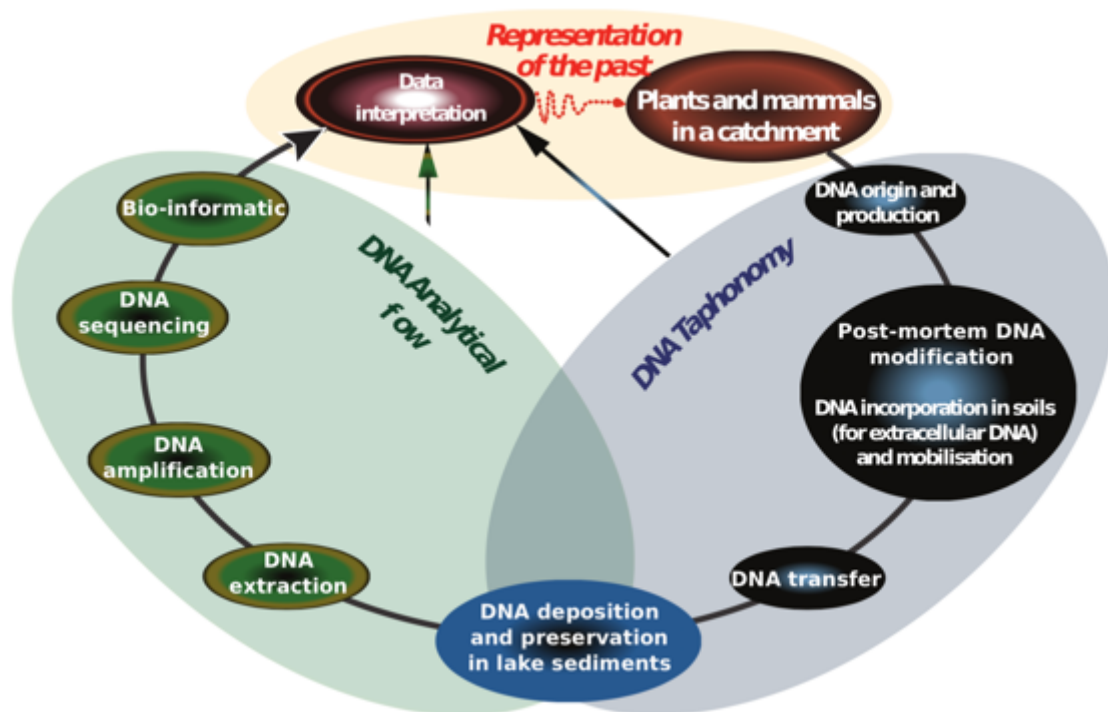 Representation
of the past
Data
interpretation
Plants and mammals
in a catchment
DNA origin and
production
Post-mortem DNA
modification
DNA incorporation in soils
(for extracellular DNA)
and mobilisation
DNA transfer
DNA Taphonomy
DNA deposition
and preservation
in lake sediments
DNA
extraction
DNA
amplification
DNA
sequencing
Bio-informatic
DNA Analytical
f ow